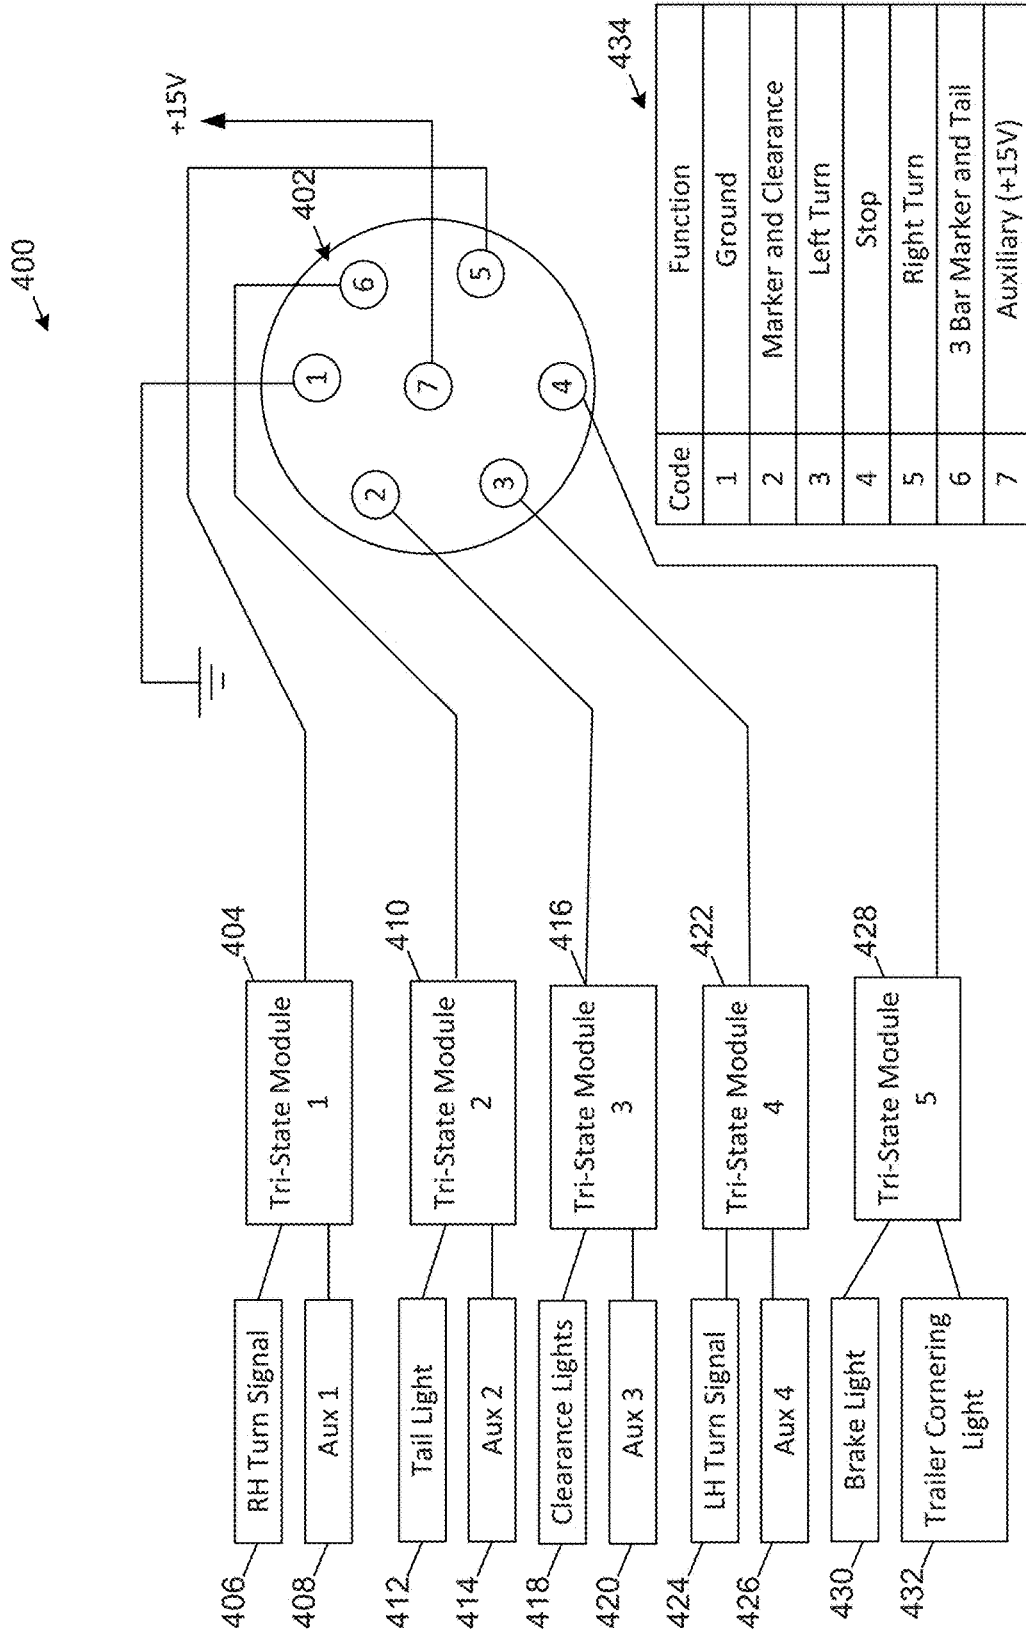 400
406
RH Turn Signal
408
Aux 1
404
Tri-State Module
1
412
Tail Light
414
Aux 2
410
Tri-State Module
2
418
Clearance Lights
420
Aux 3
416
Tri-State Module
3
424
LH Turn Signal
426
Aux 4
422
Tri-State Module
4
430
Brake Light
432
Trailer Cornering
Light
428
Tri-State Module
5
+15V
402
1
6
2
7
5
3
4
434
Code Function
1 Ground
2 Marker and Clearance
3 Left Turn
4 Stop
5 Right Turn
6 3 Bar Marker and Tail
7 Auxiliary (+15V)